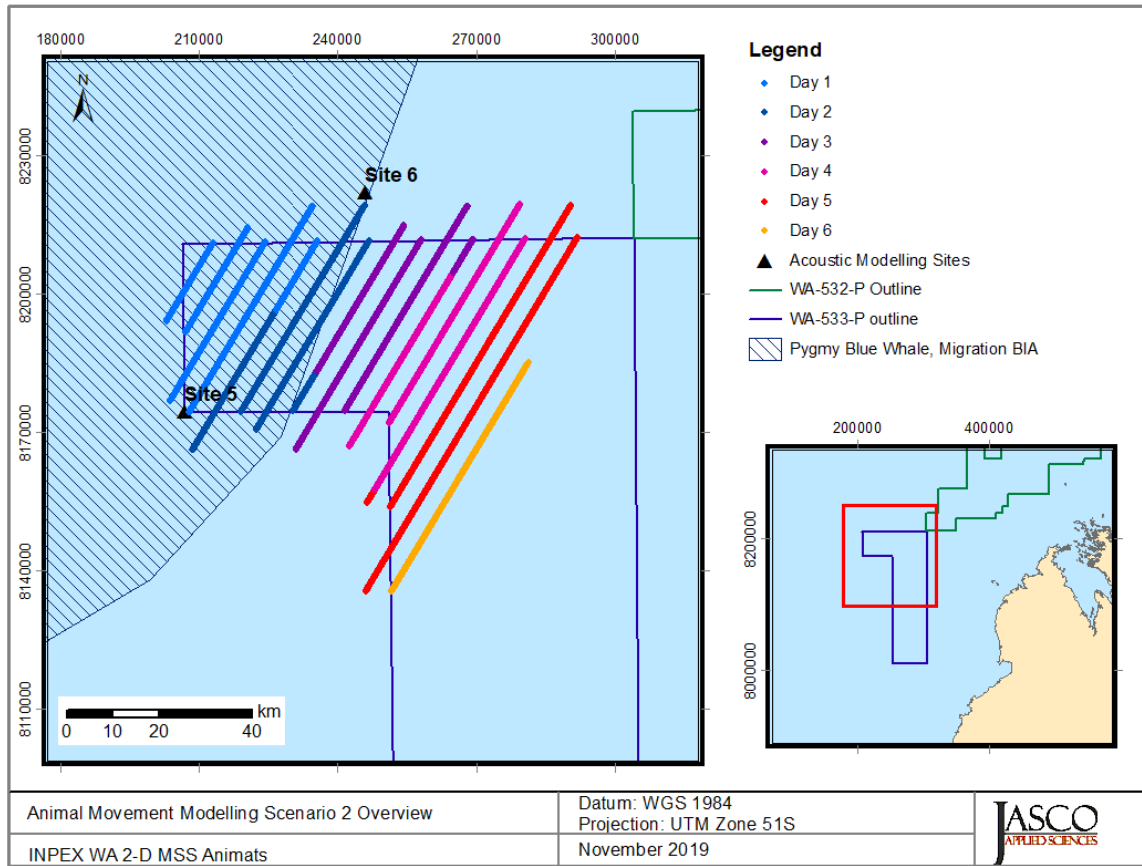 180000 210000 240000 270000 300000
8230000
8200000
8170000
8140000
8110000
N
Site 6
Site 5
km
0 10 20 40
Legend
Day 1
Day 2
Day 3
Day 4
Day 5
Day 6
Acoustic Modelling Sites
WA-532-P Outline
WA-533-P outline
Pygmy Blue Whale, Migration BIA
200000 400000
8200000
8000000
Animal Movement Modelling Scenario 2 Overview
INPEX WA 2-D MSS Animats
Datum: WGS 1984
Projection: UTM Zone 51S
November 2019
JASCO
APPLIED SCIENCES